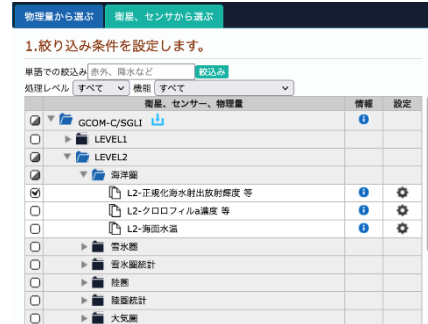 物理量から選ぶ 衛星、センサから選ぶ
1.絞り込み条件を設定します。
単語での絞込み 赤外、降水など 絞込み
処理レベル すべて 機能 すべて
衛星、センサー、物理量 情報 設定
GCOM-C/SGLI
LEVEL1
LEVEL2
海洋圏
L2-正規化海水射出放射輝度 等
L2-クロロフィルa濃度 等
L2-海面水温
雪氷圏
雪氷圏統計
陸圏
陸圏統計
大気圏